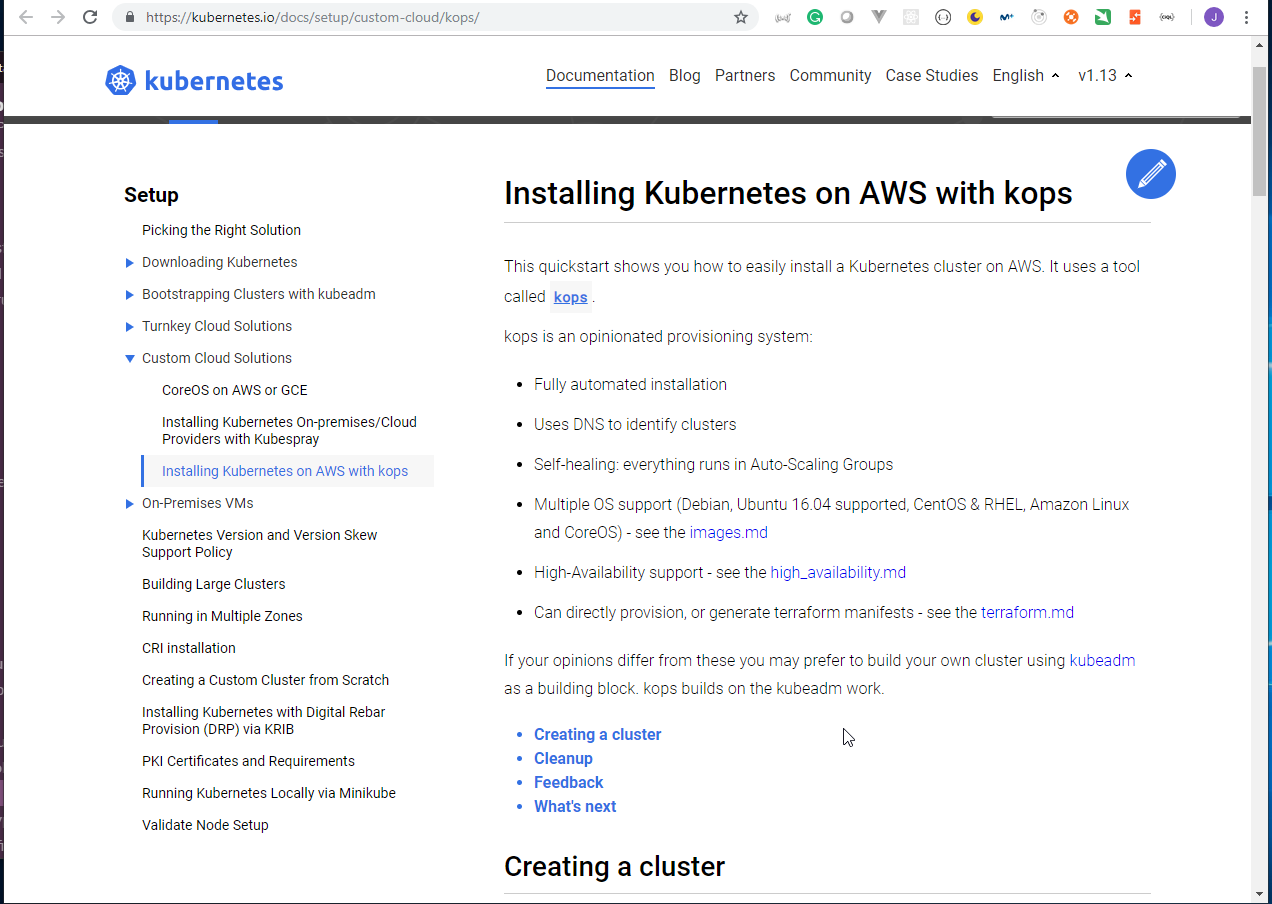 https://kubernetes.io/docs/setup/custom-cloud/kops/
J
kubernetes
Documentation Blog Partners Community Case Studies English v1.13
Setup
Picking the Right Solution
Downloading Kubernetes
Bootstrapping Clusters with kubeadm
Turnkey Cloud Solutions
Custom Cloud Solutions
CoreOS on AWS or GCE
Installing Kubernetes On-premises/Cloud
Providers with Kubespray
Installing Kubernetes on AWS with kops
On-Premises VMs
Kubernetes Version and Version Skew
Support Policy
Building Large Clusters
Running in Multiple Zones
CRI installation
Creating a Custom Cluster from Scratch
Installing Kubernetes with Digital Rebar
Provision (DRP) via KRIB
PKI Certificates and Requirements
Running Kubernetes Locally via Minikube
Validate Node Setup
Installing Kubernetes on AWS with kops
This quickstart shows you how to easily install a Kubernetes cluster on AWS. It uses a tool
called kops .
kops is an opinionated provisioning system:
• Fully automated installation
• Uses DNS to identify clusters
• Self-healing: everything runs in Auto-Scaling Groups
• Multiple OS support (Debian, Ubuntu 16.04 supported, CentOS & RHEL, Amazon Linux
and CoreOS) - see the images.md
• High-Availability support - see the high_availability.md
• Can directly provision, or generate terraform manifests - see the terraform.md
If your opinions differ from these you may prefer to build your own cluster using kubeadm
as a building block. kops builds on the kubeadm work.
• Creating a cluster
• Cleanup
• Feedback
• What's next
Creating a cluster